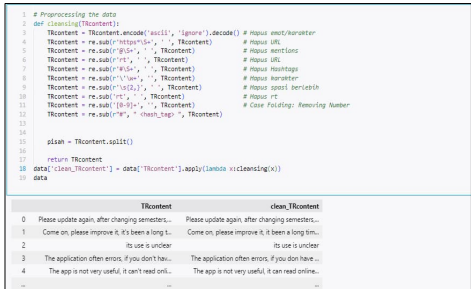 1 # Praprocessing the data
2 def cleansing(TRcontent):
3 TRcontent = TRcontent.encode('ascii', 'ignore').decode() # Hapus emot/karakter
4 TRcontent = re.sub(r'https*\S+', ' ', TRcontent) # Hapus URL
5 TRcontent = re.sub(r'@\S+', ' ', TRcontent) # Hapus mentions
6 TRcontent = re.sub(r'rt', ' ', TRcontent) # Hapus URL
7 TRcontent = re.sub(r'#\S+', ' ', TRcontent) # Hapus Hashtags
8 TRcontent = re.sub(r'\'\w+', '', TRcontent) # Hapus karakter
9 TRcontent = re.sub(r'\s{2,}', ' ', TRcontent) # Hapus spasi berlebih
10 TRcontent = re.sub('rt', ' ', TRcontent) # Hapus rt
11 TRcontent = re.sub('[0-9]+', '', TRcontent) # Case Folding: Removing Number
12 TRcontent = re.sub(r"#", " <hash_tag> ", TRcontent)
13
14
15 pisah = TRcontent.split()
16
17 return TRcontent
18 data['clean_TRcontent'] = data['TRcontent'].apply(lambda x:cleansing(x))
19 data
TRcontent clean_TRcontent
0 Please update again, after changing semesters,... Please update again, after changing semesters,...
1 Come on, please improve it, it's been a long t... Come on, please improve it, it been a long tim...
2 its use is unclear its use is unclear
3 The application often errors, if you don't hav... The application often errors, if you don have ...
4 The app is not very useful, it can't read onli... The app is not very useful, it can read online...
... ... ...